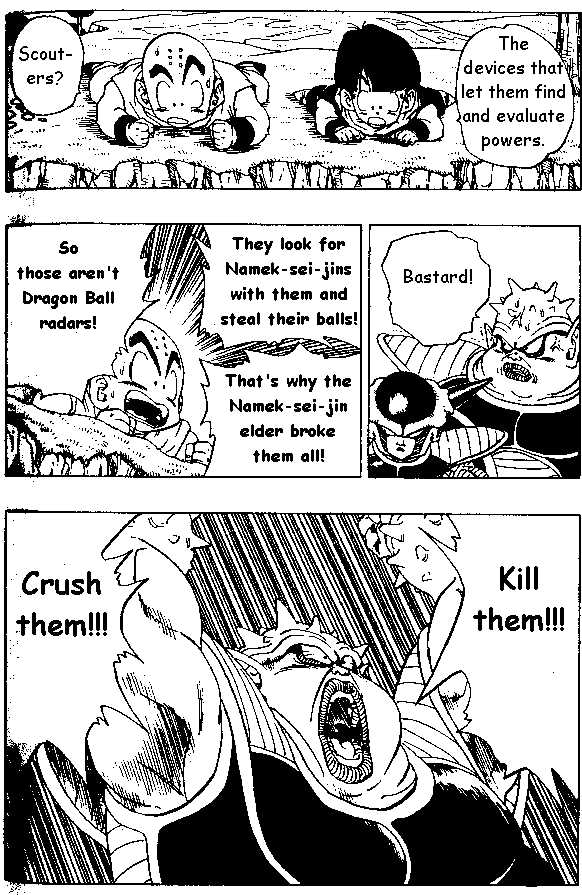 Scout-
ers?
The
devices that
let them find
and evaluate
powers.
So
those aren't
Dragon Ball
radars!
They look for
Namek-sei-jins
with them and
steal their balls!
That's why the
Namek-sei-jin
elder broke
them all!
Bastard!
Crush
them!!!
Kill
them!!!